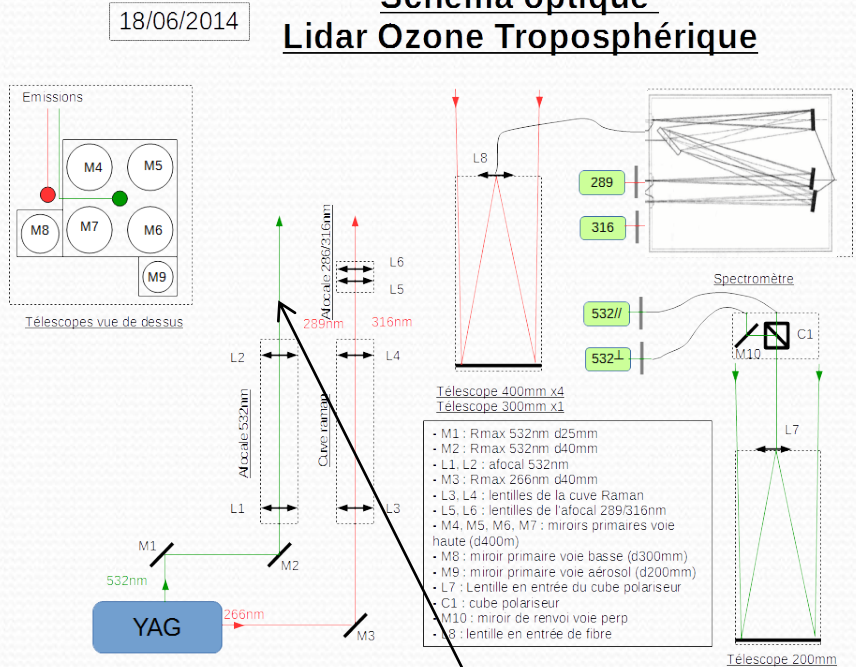 Schéma optique
18/06/2014
Lidar Ozone Troposphérique
Emissions
M4
M5
M8
M7
M6
M9
Télescopes vue de dessus
Afocale 286/316nm
L6
L5
289nm
316nm
L2
L4
Afocale 532nm
Cuve raman
L1
L3
M1
M2
532nm
YAG
266nm
M3
L8
289
316
Spectromètre
Télescope 400mm x4
Télescope 300mm x1
532//
532⊥
M10
C1
L7
- M1 : Rmax 532nm d25mm
- M2 : Rmax 532nm d40mm
- L1, L2 : afocal 532nm
- M3 : Rmax 266nm d40mm
- L3, L4 : lentilles de la cuve Raman
- L5, L6 : lentilles de l'afocal 289/316nm
- M4, M5, M6, M7 : miroirs primaires voie
haute (d400m)
- M8 : miroir primaire voie basse (d300mm)
- M9 : miroir primaire voie aérosol (d200mm)
- L7 : Lentille en entrée du cube polariseur
- C1 : cube polariseur
- M10 : miroir de renvoi voie perp
- L8 : lentille en entrée de fibre
Télescope 200mm